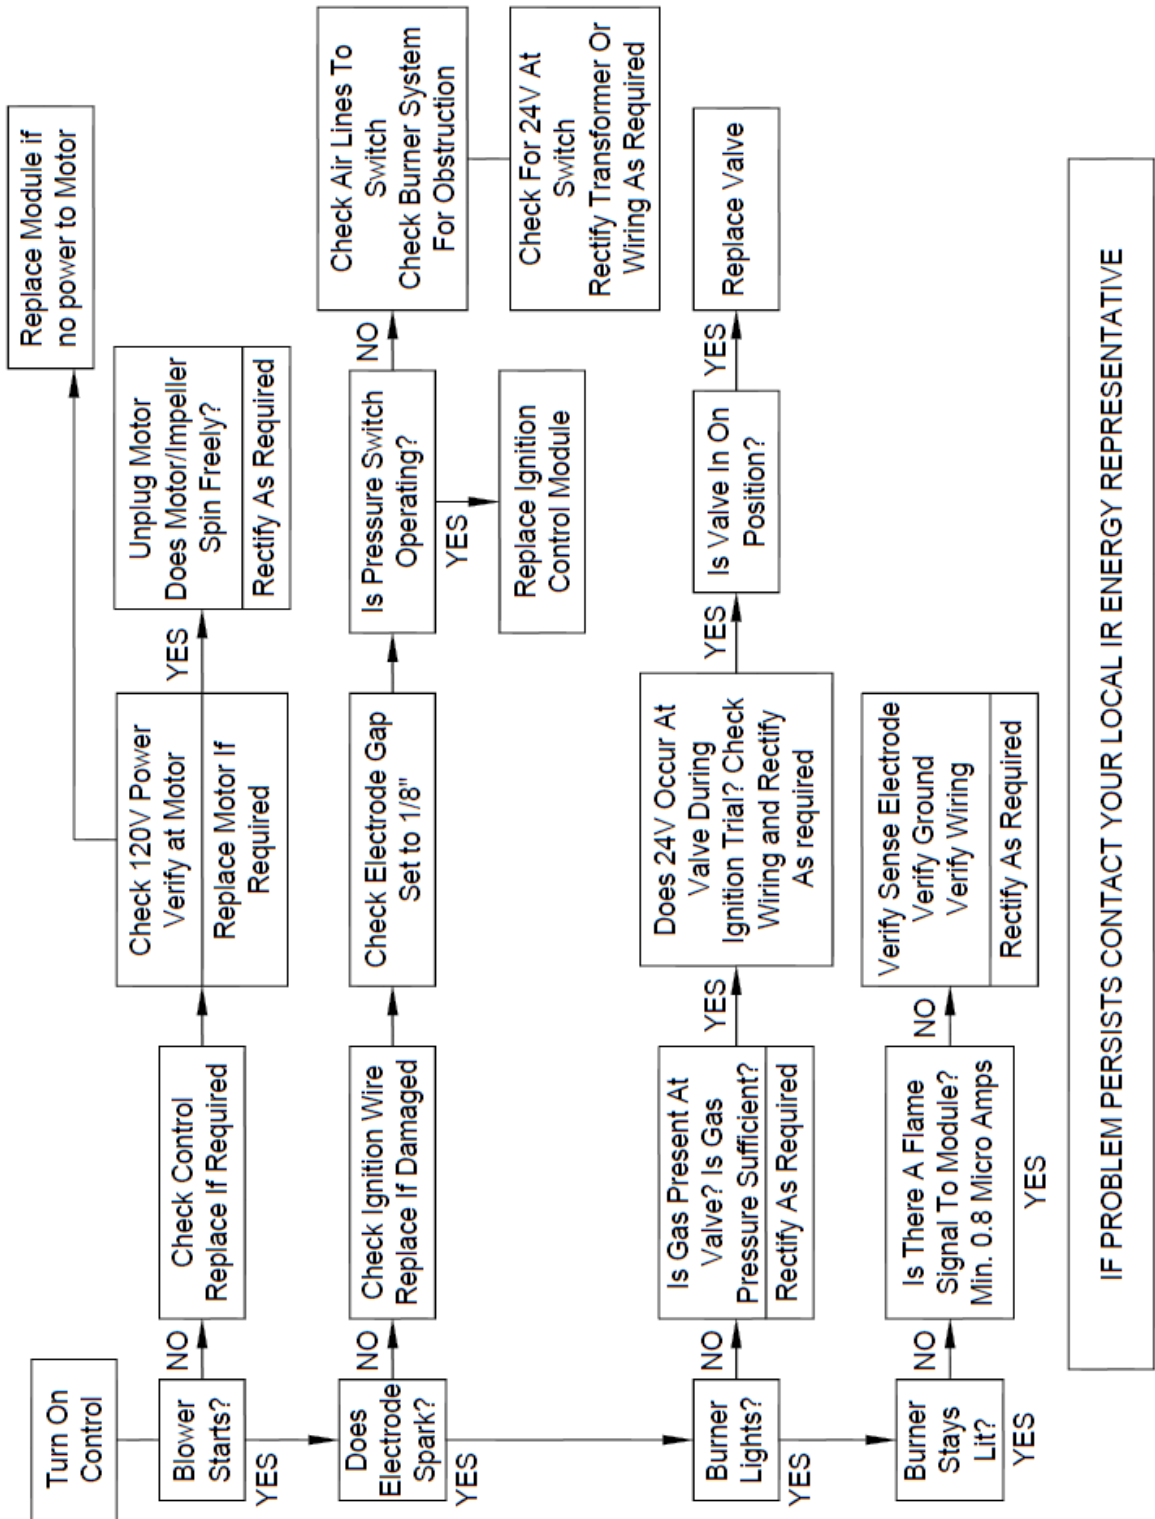 Turn On
Control
Blower
Starts?
NO
Check Control
Replace If Required
Check 120V Power
Verify at Motor
Replace Motor If
Required
YES
Unplug Motor
Does Motor/Impeller
Spin Freely?
Rectify As Required
Replace Module if
no power to Motor
YES
Does
Electrode
Spark?
NO
Check Ignition Wire
Replace If Damaged
Check Electrode Gap
Set to 1/8"
Is Pressure Switch
Operating?
NO
Check Air Lines To
Switch
Check Burner System
For Obstruction
YES
Replace Ignition
Control Module
Check For 24V At
Switch
Rectify Transformer Or
Wiring As Required
YES
Burner
Lights?
NO
Is Gas Present At
Valve? Is Gas
Pressure Sufficient?
Rectify As Required
YES
Does 24V Occur At
Valve During
Ignition Trial? Check
Wiring and Rectify
As required
YES
Is Valve In On
Position?
YES
Replace Valve
YES
Burner
Stays
Lit?
NO
Is There A Flame
Signal To Module?
Min. 0.8 Micro Amps
NO
Verify Sense Electrode
Verify Ground
Verify Wiring
Rectify As Required
YES
YES
IF PROBLEM PERSISTS CONTACT YOUR LOCAL IR ENERGY REPRESENTATIVE